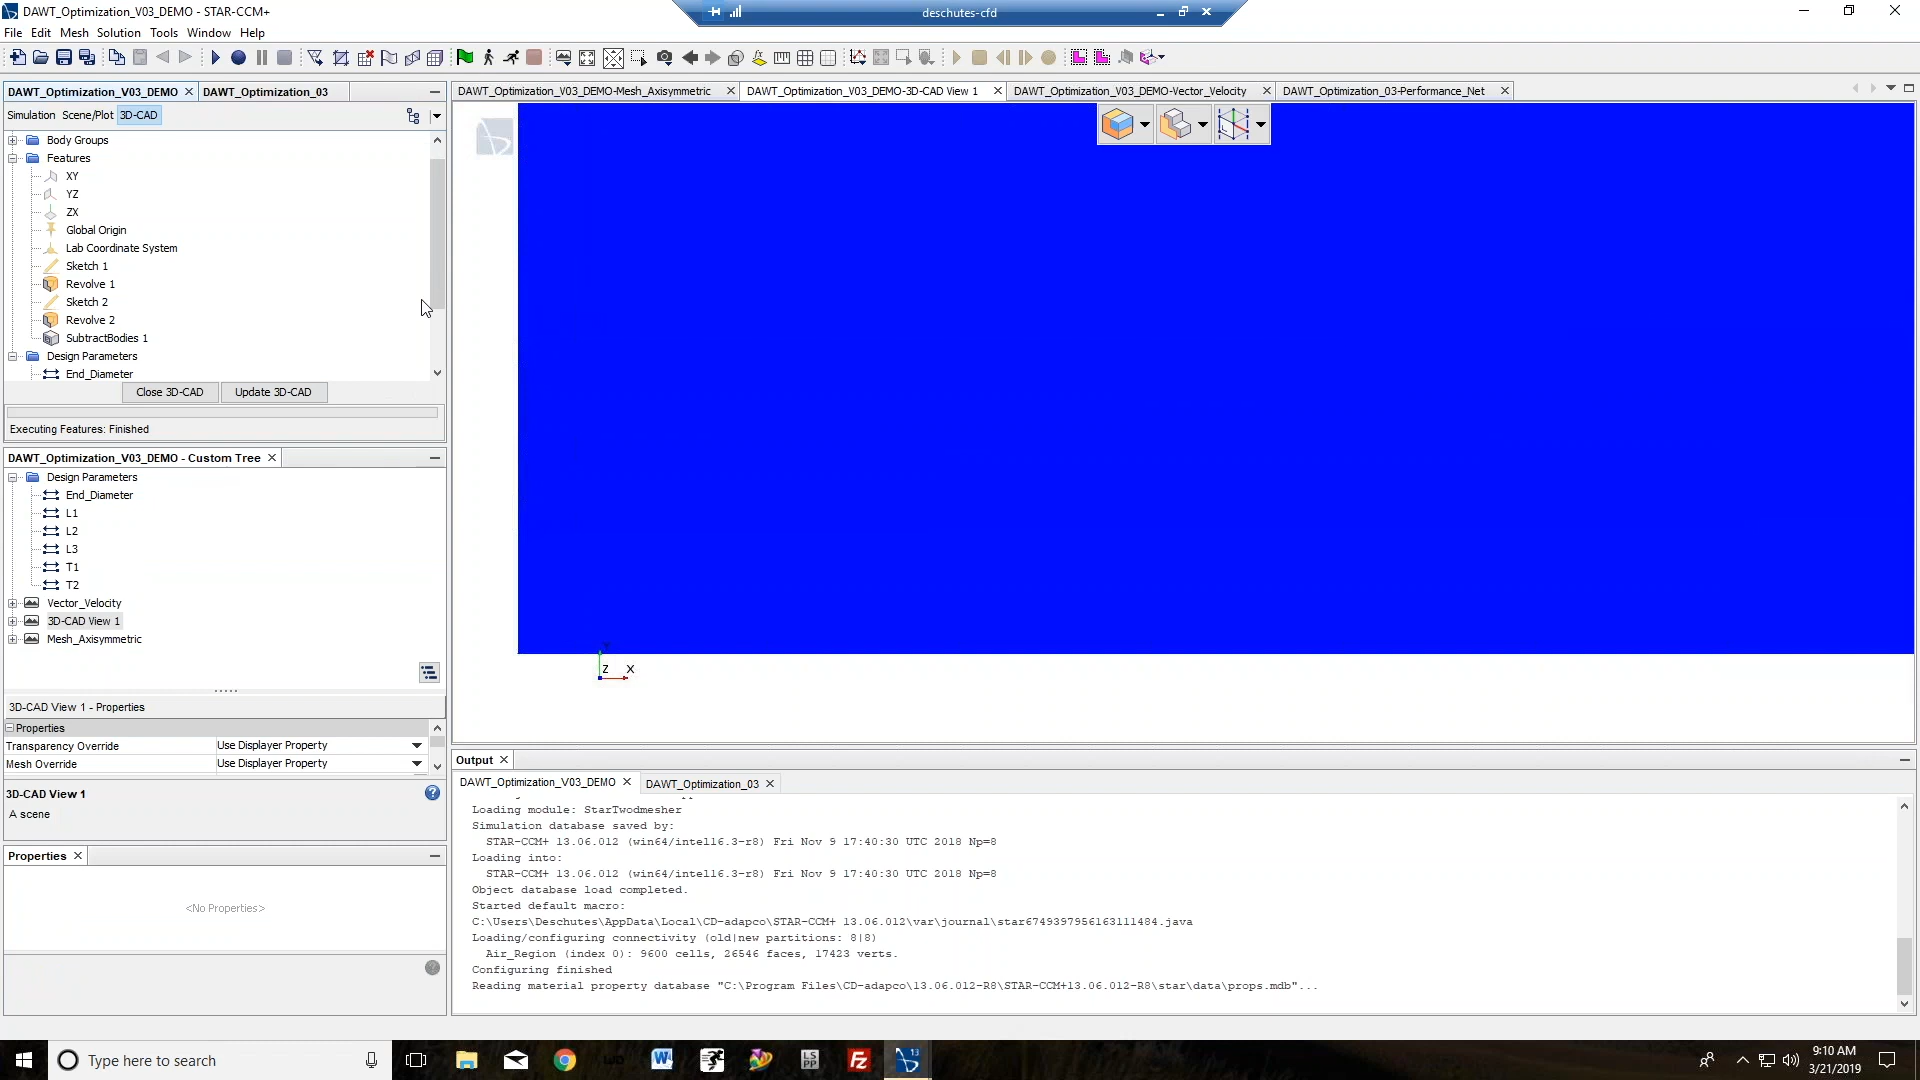 DAWT_Optimization_V03_DEMO - STAR-CCM+
deschutes-cfd
File Edit Mesh Solution Tools Window Help
DAWT_Optimization_V03_DEMO
DAWT_Optimization_03
Simulation Scene/Plot 3D-CAD
Body Groups
Features
XY
YZ
ZX
Global Origin
Lab Coordinate System
Sketch 1
Revolve 1
Sketch 2
Revolve 2
SubtractBodies 1
Design Parameters
End_Diameter
Close 3D-CAD
Update 3D-CAD
Executing Features: Finished
DAWT_Optimization_V03_DEMO - Custom Tree
Design Parameters
End_Diameter
L1
L2
L3
T1
T2
Vector_Velocity
3D-CAD View 1
Mesh_Axisymmetric
3D-CAD View 1 - Properties
Properties
Transparency Override Use Displayer Property
Mesh Override Use Displayer Property
3D-CAD View 1
A scene
Properties
<No Properties>
DAWT_Optimization_V03_DEMO-Mesh_Axisymmetric
DAWT_Optimization_V03_DEMO-3D-CAD View 1
DAWT_Optimization_V03_DEMO-Vector_Velocity
DAWT_Optimization_03-Performance_Net
Z X
Output
DAWT_Optimization_V03_DEMO
DAWT_Optimization_03
Loading module: StarTwodmesher
Simulation database saved by:
STAR-CCM+ 13.06.012 (win64/intel16.3-r8) Fri Nov 9 17:40:30 UTC 2018 Np=8
Loading into:
STAR-CCM+ 13.06.012 (win64/intel16.3-r8) Fri Nov 9 17:40:30 UTC 2018 Np=8
Object database load completed.
Started default macro:
C:\Users\Deschutes\AppData\Local\CD-adapco\STAR-CCM+ 13.06.012\var\journal\star6749397956163111484.java
Loading/configuring connectivity (old|new partitions: 8|8)
Air_Region (index 0): 9600 cells, 26546 faces, 17423 verts.
Configuring finished
Reading material property database "C:\Program Files\CD-adapco\13.06.012-R8\STAR-CCM+13.06.012-R8\star\data\props.mdb"...
Type here to search
LS
PP
13
9:10 AM
3/21/2019